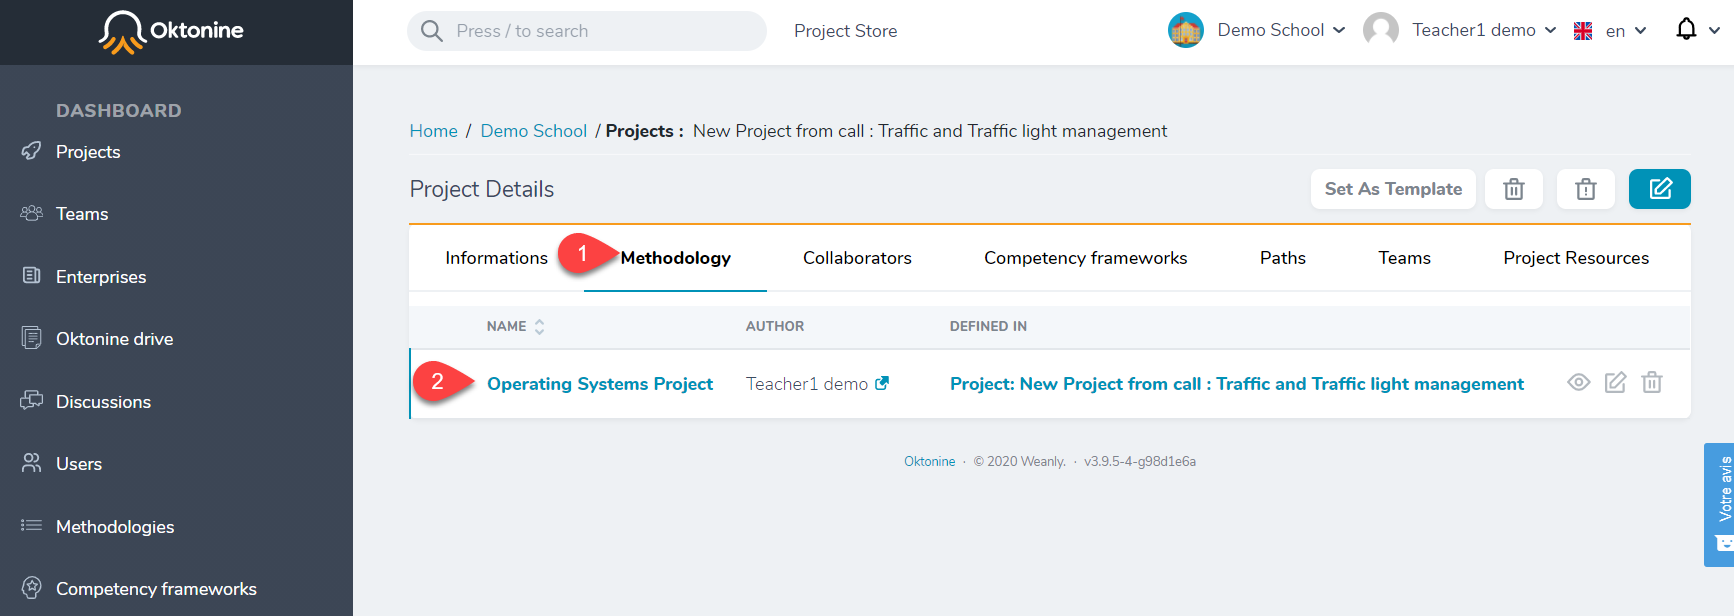 Oktonine
Press / to search
Project Store
Demo School
Teacher1 demo
en
DASHBOARD
Projects
Teams
Enterprises
Oktonine drive
Discussions
Users
Methodologies
Competency frameworks
Home / Demo School / Projects : New Project from call : Traffic and Traffic light management
Project Details
Set As Template
Informations 1 Methodology Collaborators Competency frameworks Paths Teams Project Resources
NAME AUTHOR DEFINED IN
2 Operating Systems Project Teacher1 demo Project: New Project from call : Traffic and Traffic light management
Oktonine · © 2020 Weanly. · v3.9.5-4-g98d1e6a
Votre avis